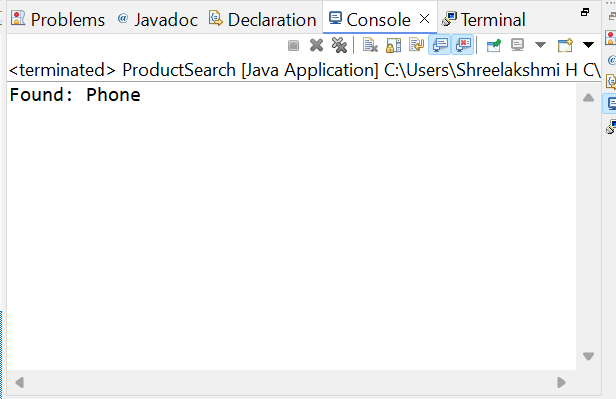 Problems @ Javadoc Declaration Console Terminal
<terminated> ProductSearch [Java Application] C:\Users\Shreelakshmi H C\
Found: Phone